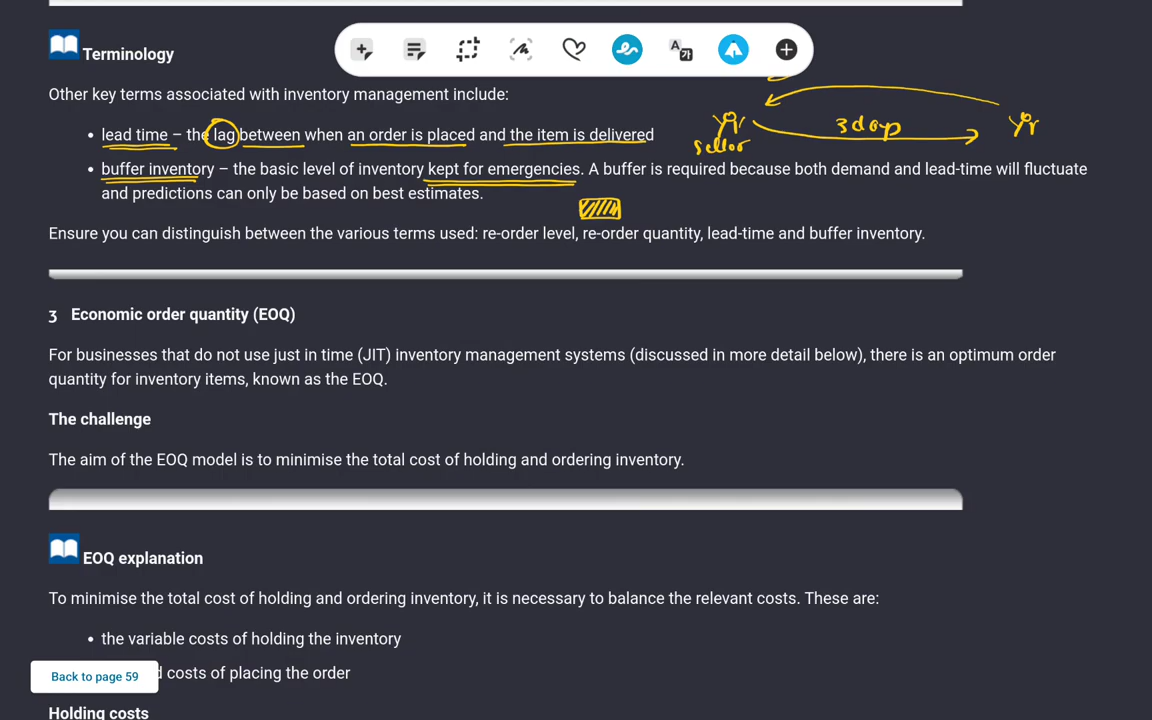 Terminology
Other key terms associated with inventory management include:
• lead time – the lag between when an order is placed and the item is delivered
3 day
seller
• buffer inventory – the basic level of inventory kept for emergencies. A buffer is required because both demand and lead-time will fluctuate
and predictions can only be based on best estimates.
Ensure you can distinguish between the various terms used: re-order level, re-order quantity, lead-time and buffer inventory.
3 Economic order quantity (EOQ)
For businesses that do not use just in time (JIT) inventory management systems (discussed in more detail below), there is an optimum order
quantity for inventory items, known as the EOQ.
The challenge
The aim of the EOQ model is to minimise the total cost of holding and ordering inventory.
EOQ explanation
To minimise the total cost of holding and ordering inventory, it is necessary to balance the relevant costs. These are:
• the variable costs of holding the inventory
costs of placing the order
Back to page 59
Holding costs